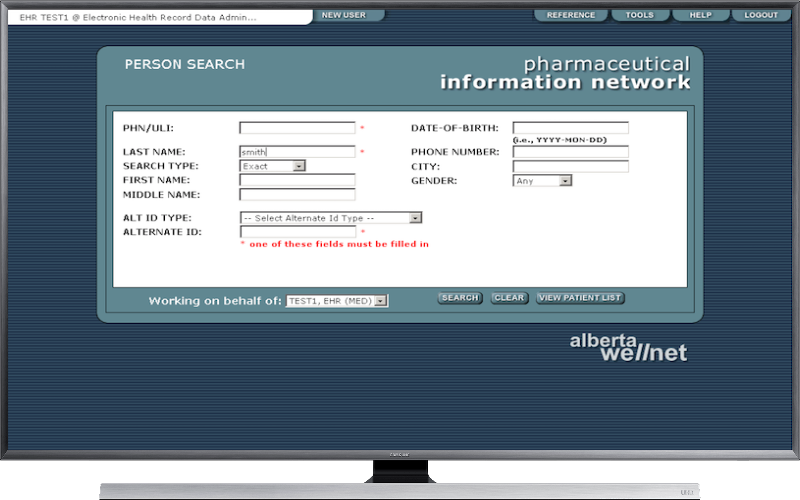 EHR TEST1 @ Electronic Health Record Data Admin...
NEW USER
REFERENCE
TOOLS
HELP
LOGOUT
PERSON SEARCH
pharmaceutical
information network
PHN/ULI: *
DATE-OF-BIRTH:
(i.e., YYYY-MON-DD)
LAST NAME: smith *
PHONE NUMBER:
SEARCH TYPE: Exact
CITY:
FIRST NAME:
GENDER: Any
MIDDLE NAME:
ALT ID TYPE: -- Select Alternate Id Type --
ALTERNATE ID: *
* one of these fields must be filled in
Working on behalf of: TEST1, EHR (MED)
SEARCH
CLEAR
VIEW PATIENT LIST
alberta
wellnet